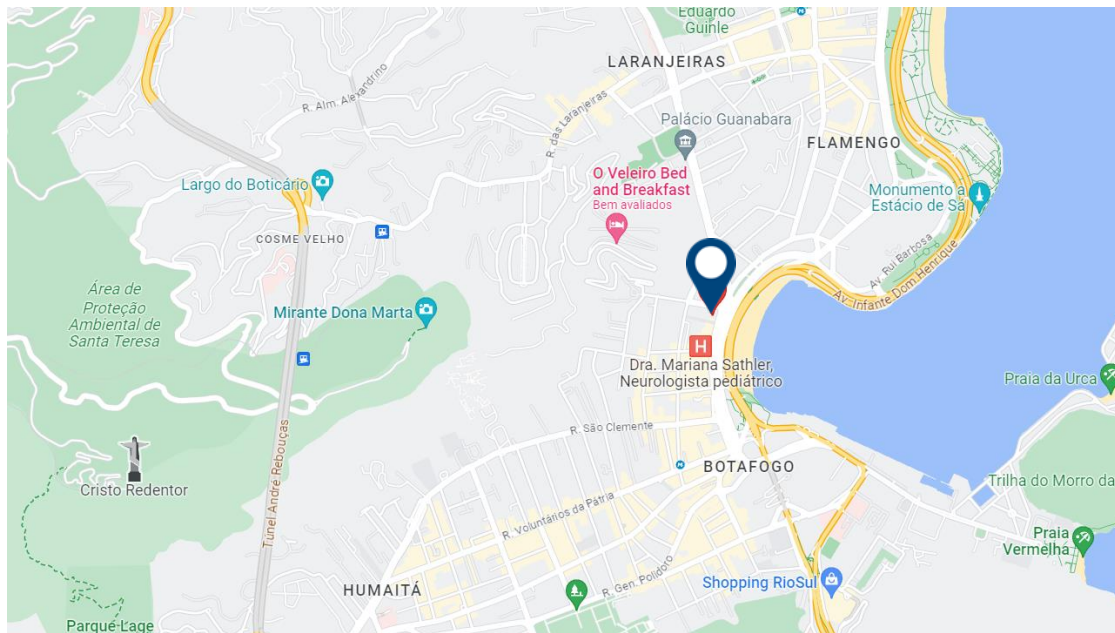 Eduardo
Guinle
LARANJEIRAS
R. Alm. Alexandrino
R. das Laranjeiras
Palácio Guanabara
FLAMENGO
O Veleiro Bed
and Breakfast
Bem avaliados
Largo do Boticário
Monumento a
Estácio de Sá
COSME VELHO
Av. Rui Barbosa
Av. Infante Dom Henrique
Área de
Proteção
Ambiental de
Santa Teresa
Mirante Dona Marta
H
Dra. Mariana Sathler,
Neurologista pediátrico
Praia da Urca
R. São Clemente
Túnel André Rebouças
BOTAFOGO
Cristo Redentor
Trilha do Morro da
R. Voluntários da Pátria
Praia
Vermelha
HUMAITÁ
R. Gen. Polidoro
Shopping RioSul
Parque Lage